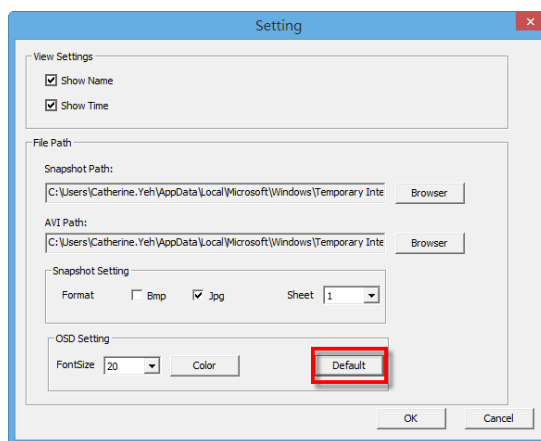 Setting
View Settings
Show Name
Show Time
File Path
Snapshot Path:
C:\Users\Catherine.Yeh\AppData\Local\Microsoft\Windows\Temporary Inte
Browser
AVI Path:
C:\Users\Catherine.Yeh\AppData\Local\Microsoft\Windows\Temporary Inte
Browser
Snapshot Setting
Format Bmp Jpg Sheet 1
OSD Setting
FontSize 20 Color Default
OK Cancel